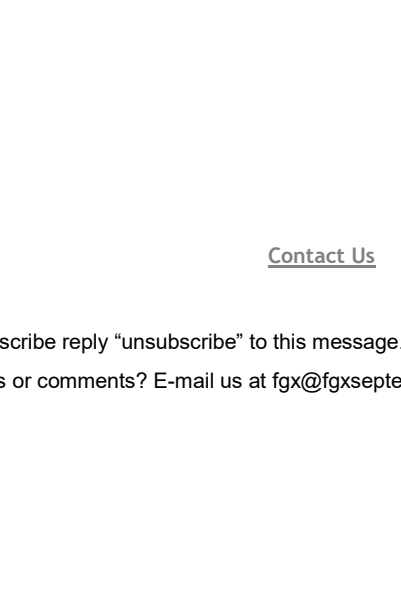 Contact Us
scribe reply “unsubscribe” to this message.
s or comments? E-mail us at fgx@fgxsepte